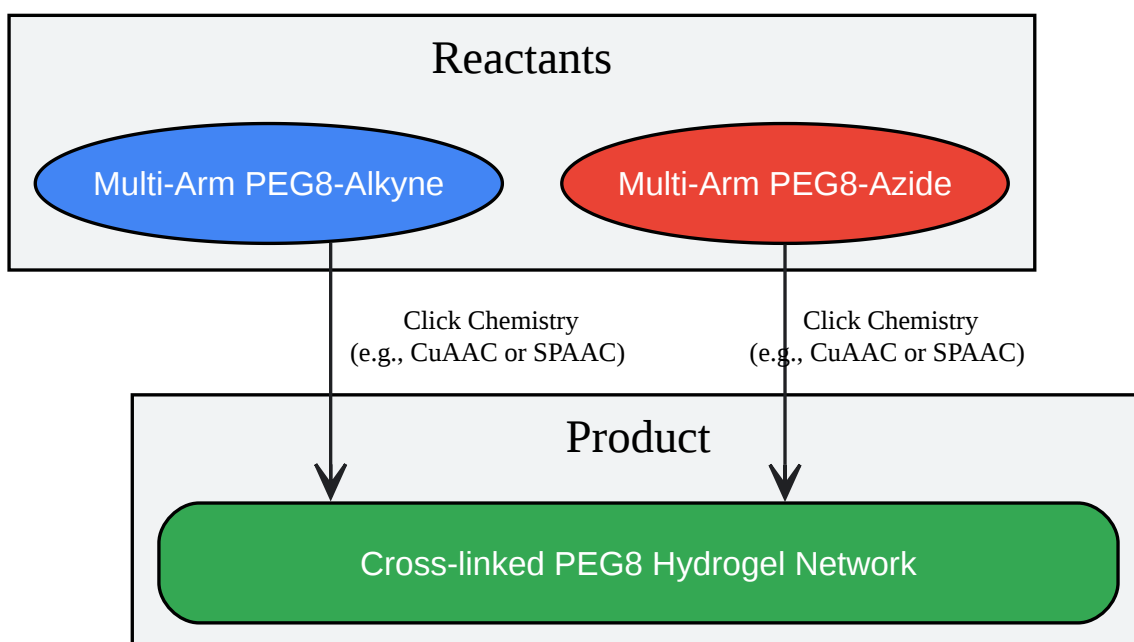 Reactants
Multi-Arm PEG8-Alkyne
Multi-Arm PEG8-Azide
Click Chemistry
(e.g., CuAAC or SPAAC)
Click Chemistry
(e.g., CuAAC or SPAAC)
Product
Cross-linked PEG8 Hydrogel Network